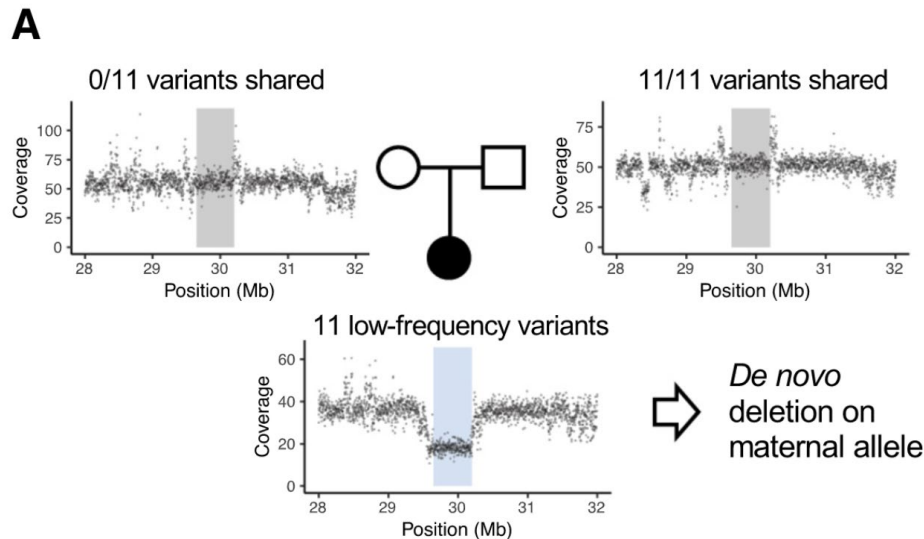 A
0/11 variants shared
Coverage
100
75
50
25
0
28 29 30 31 32
Position (Mb)
11/11 variants shared
Coverage
75
50
25
0
28 29 30 31 32
Position (Mb)
11 low-frequency variants
Coverage
60
40
20
0
28 29 30 31 32
Position (Mb)
De novo
deletion on
maternal allele